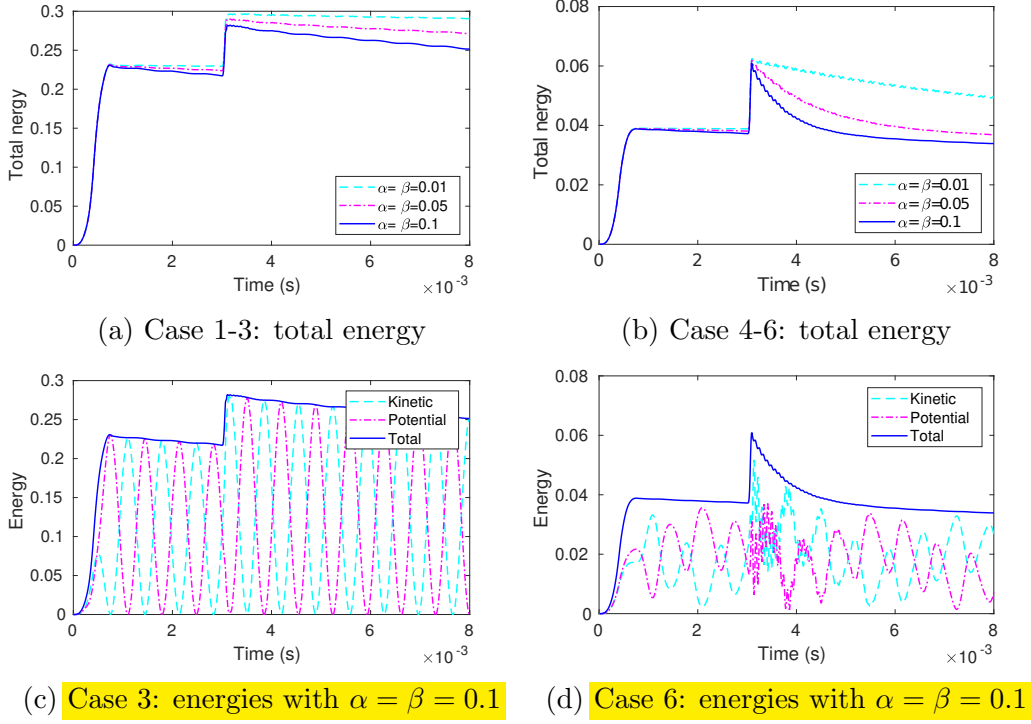 0.3
0.25
0.2
0.15
0.1
0.05
0
Total nergy
α= β=0.01
α= β=0.05
α= β=0.1
0 2 4 6 8
Time (s)
×10⁻³
(a) Case 1-3: total energy
0.08
0.06
0.04
0.02
0
Total nergy
α= β=0.01
α= β=0.05
α= β=0.1
0 2 4 6 8
Time (s)
×10⁻³
(b) Case 4-6: total energy
0.3
0.25
0.2
0.15
0.1
0.05
0
Energy
Kinetic
Potential
Total
0 2 4 6 8
Time (s)
×10⁻³
(c) Case 3: energies with α = β = 0.1
0.08
0.06
0.04
0.02
0
Energy
Kinetic
Potential
Total
0 2 4 6 8
Time (s)
×10⁻³
(d) Case 6: energies with α = β = 0.1